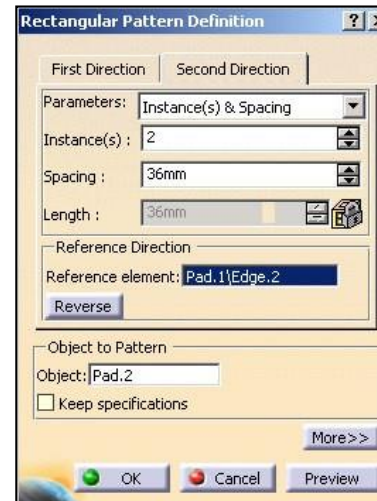 Rectangular Pattern Definition ? X
First Direction Second Direction
Parameters: Instance(s) & Spacing
Instance(s) : 2
Spacing : 36mm
Length : 36mm
Reference Direction
Reference element: Pad.1\Edge.2
Reverse
Object to Pattern
Object: Pad.2
Keep specifications
More>>
OK Cancel Preview